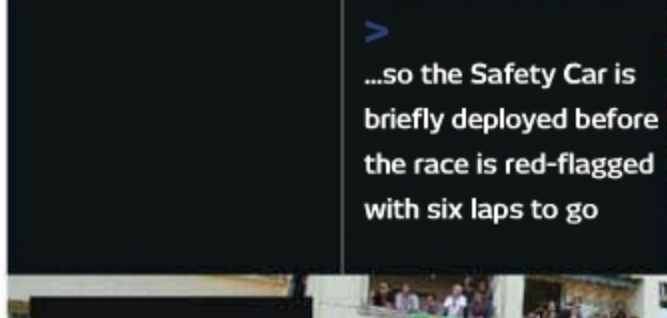 >
...so the Safety Car is
briefly deployed before
the race is red-flagged
with six laps to go